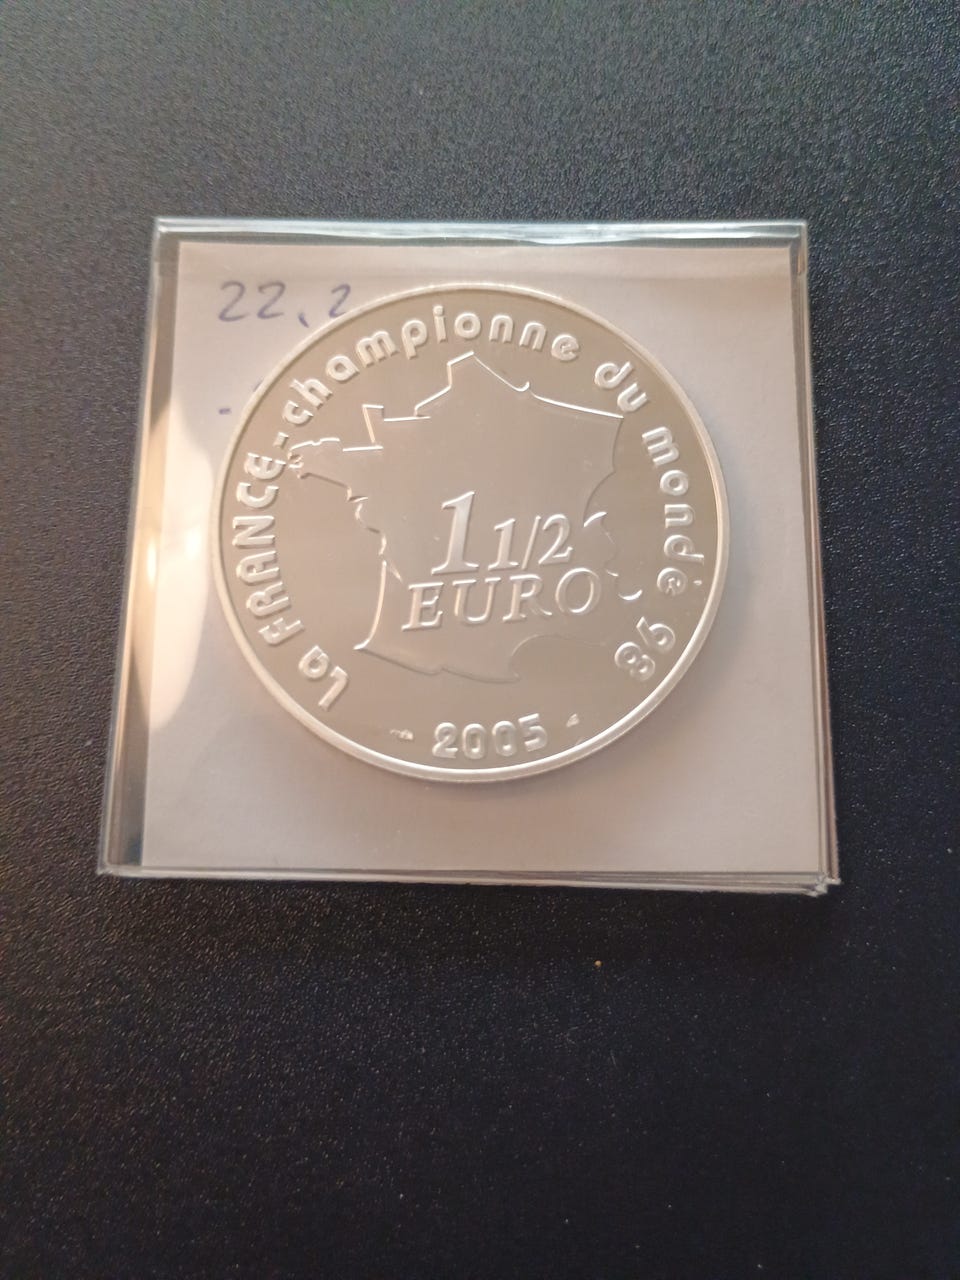 22,2
La FRANCE-championne du monde 98
1 1/2
EURO
2005